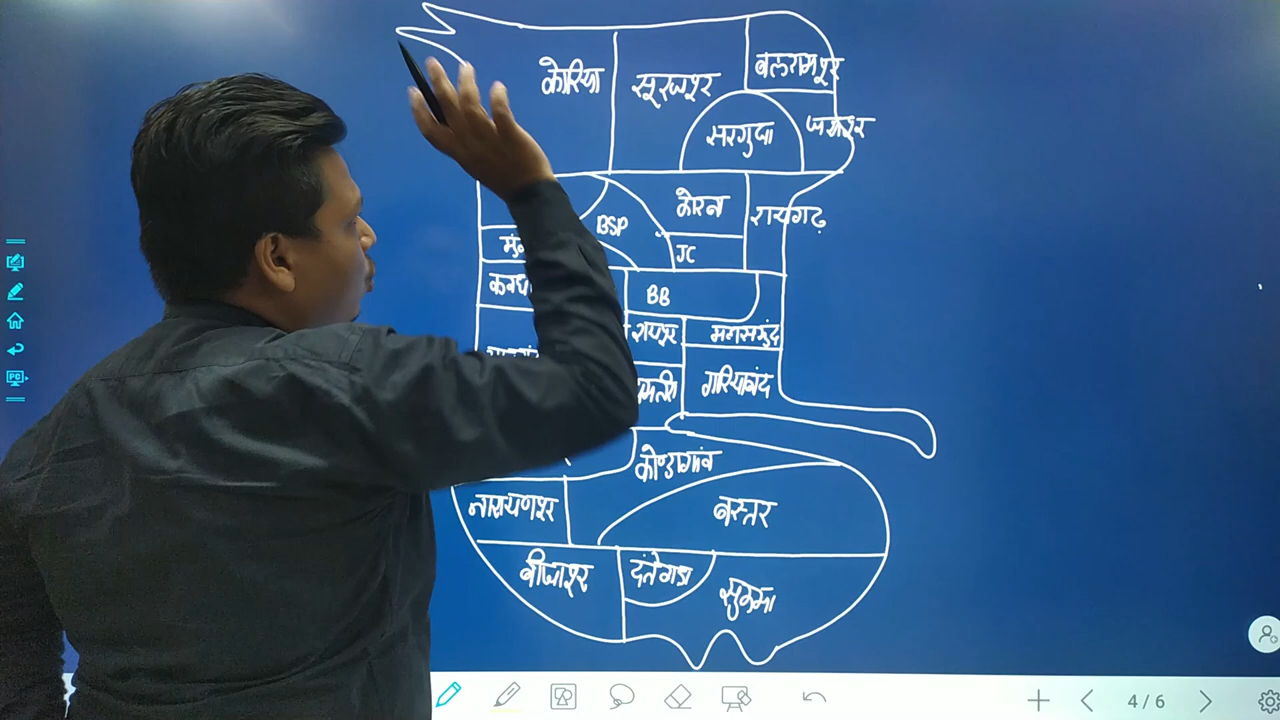 कोरिया
सूरजपुर
बलरामपुर
सरगुजा
जशपुर
BSP
कोरबा
रायगढ़
JC
BB
रायपुर
महासमुंद
गरियाबंद
कोण्डागांव
नारायणपुर
बस्तर
बीजापुर
दंतेवाड़ा
सुकमा
PC
4/6